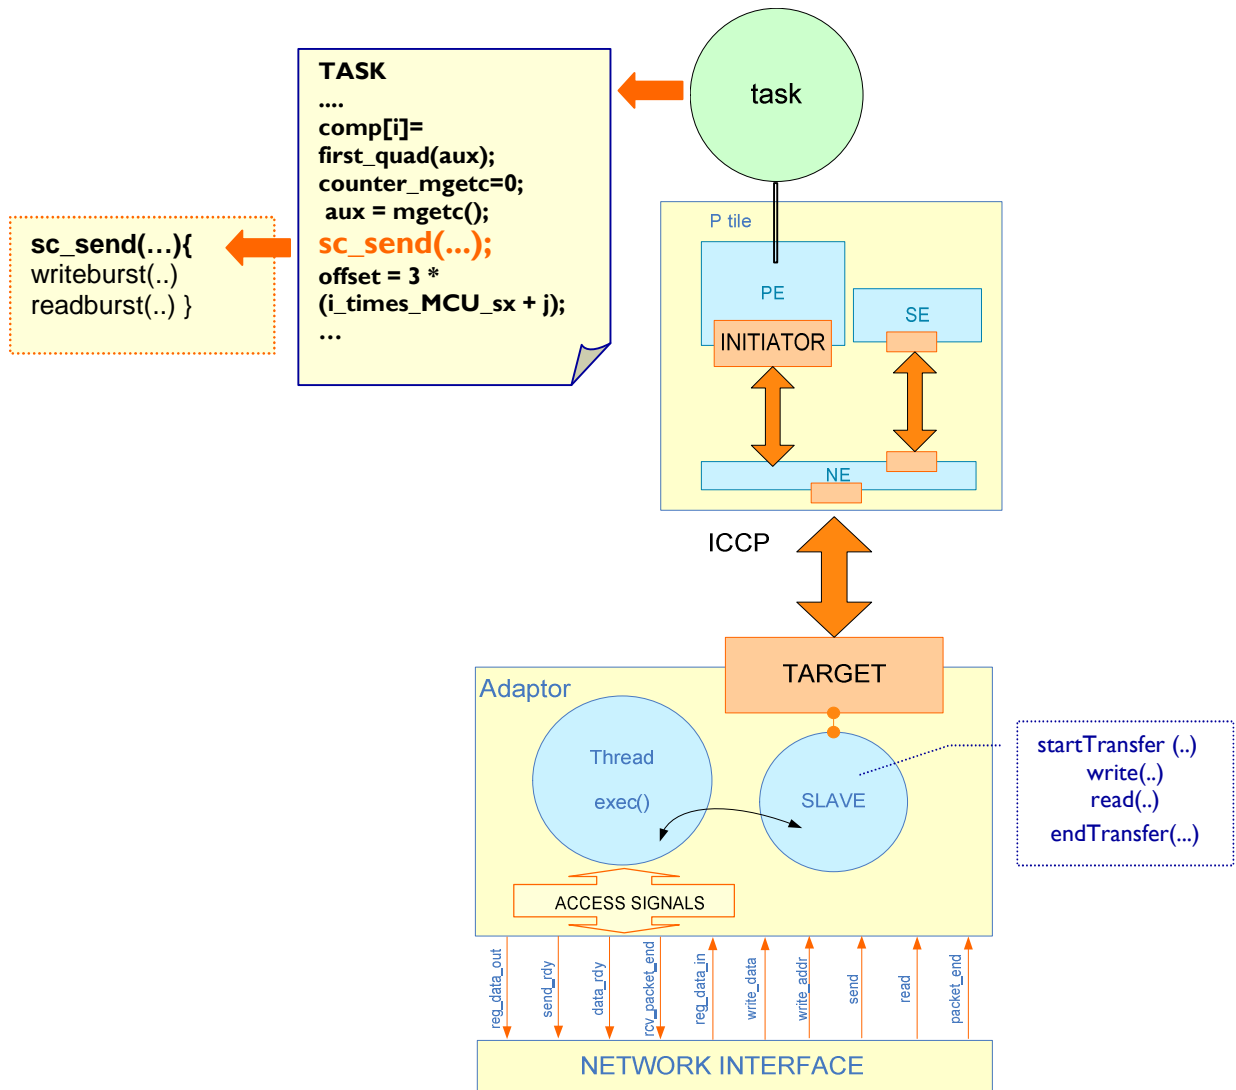 task
TASK
....
comp[i]=
first_quad(aux);
counter_mgetc=0;
aux = mgetc();
sc_send(...);
offset = 3 *
(i_times_MCU_sx + j);
...
sc_send(…){
writeburst(..)
readburst(..) }
P tile
PE
SE
INITIATOR
NE
ICCP
TARGET
Adaptor
Thread
exec()
SLAVE
startTransfer (..)
write(..)
read(..)
endTransfer(...)
ACCESS SIGNALS
reg_data_out
send_rdy
data_rdy
rcv_packet_end
reg_data_in
write_data
write_addr
send
read
packet_end
NETWORK INTERFACE